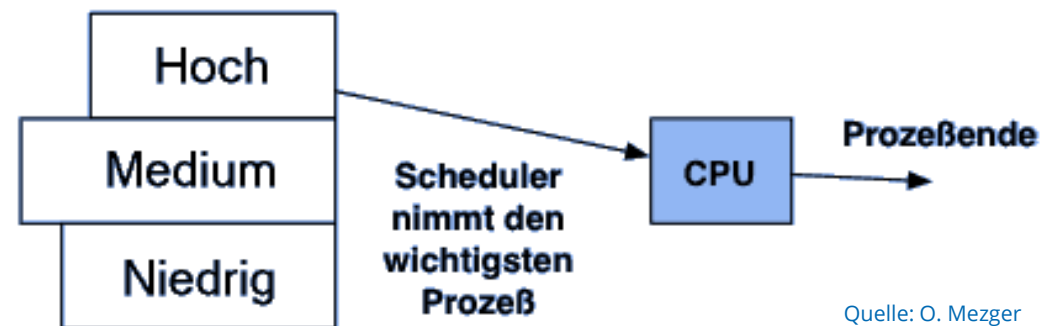 Hoch
Medium
Niedrig
Scheduler
nimmt den
wichtigsten
Prozeß
CPU
Prozeßende
Quelle: O. Mezger